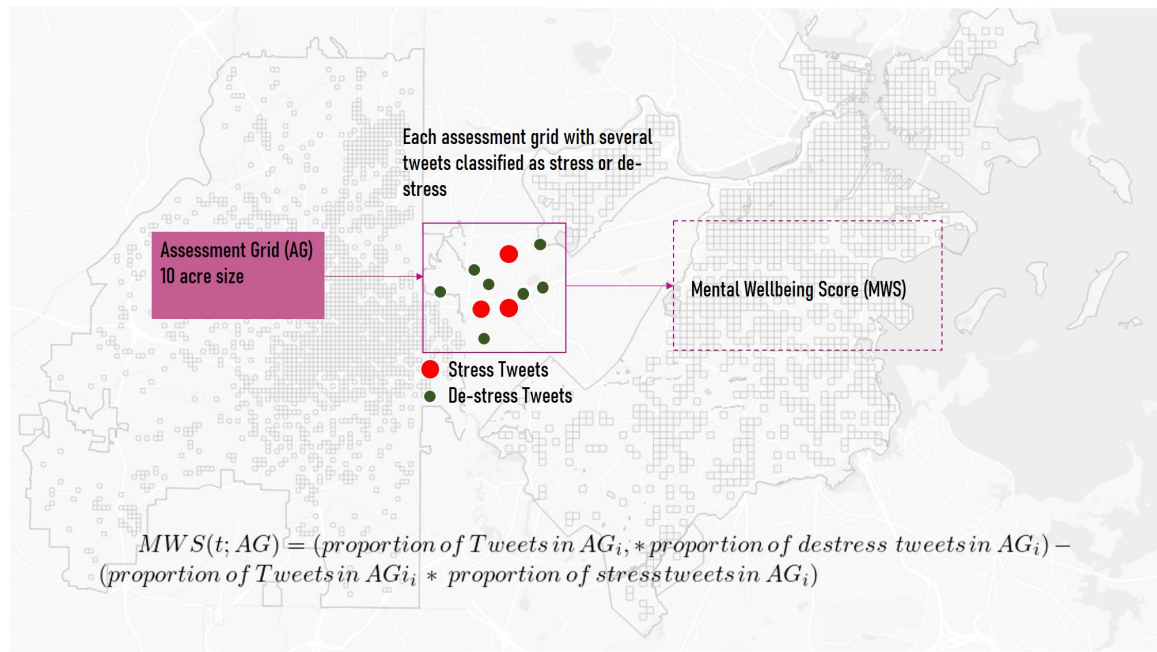 Each assessment grid with several
tweets classified as stress or de-
stress
Assessment Grid (AG)
10 acre size
Mental Wellbeing Score (MWS)
Stress Tweets
De-stress Tweets
MWS(t; AG) = (proportion of Tweets in AG_i, * proportion of destress tweets in AG_i) −
(proportion of Tweets in AGi_i * proportion of stress tweets in AG_i)